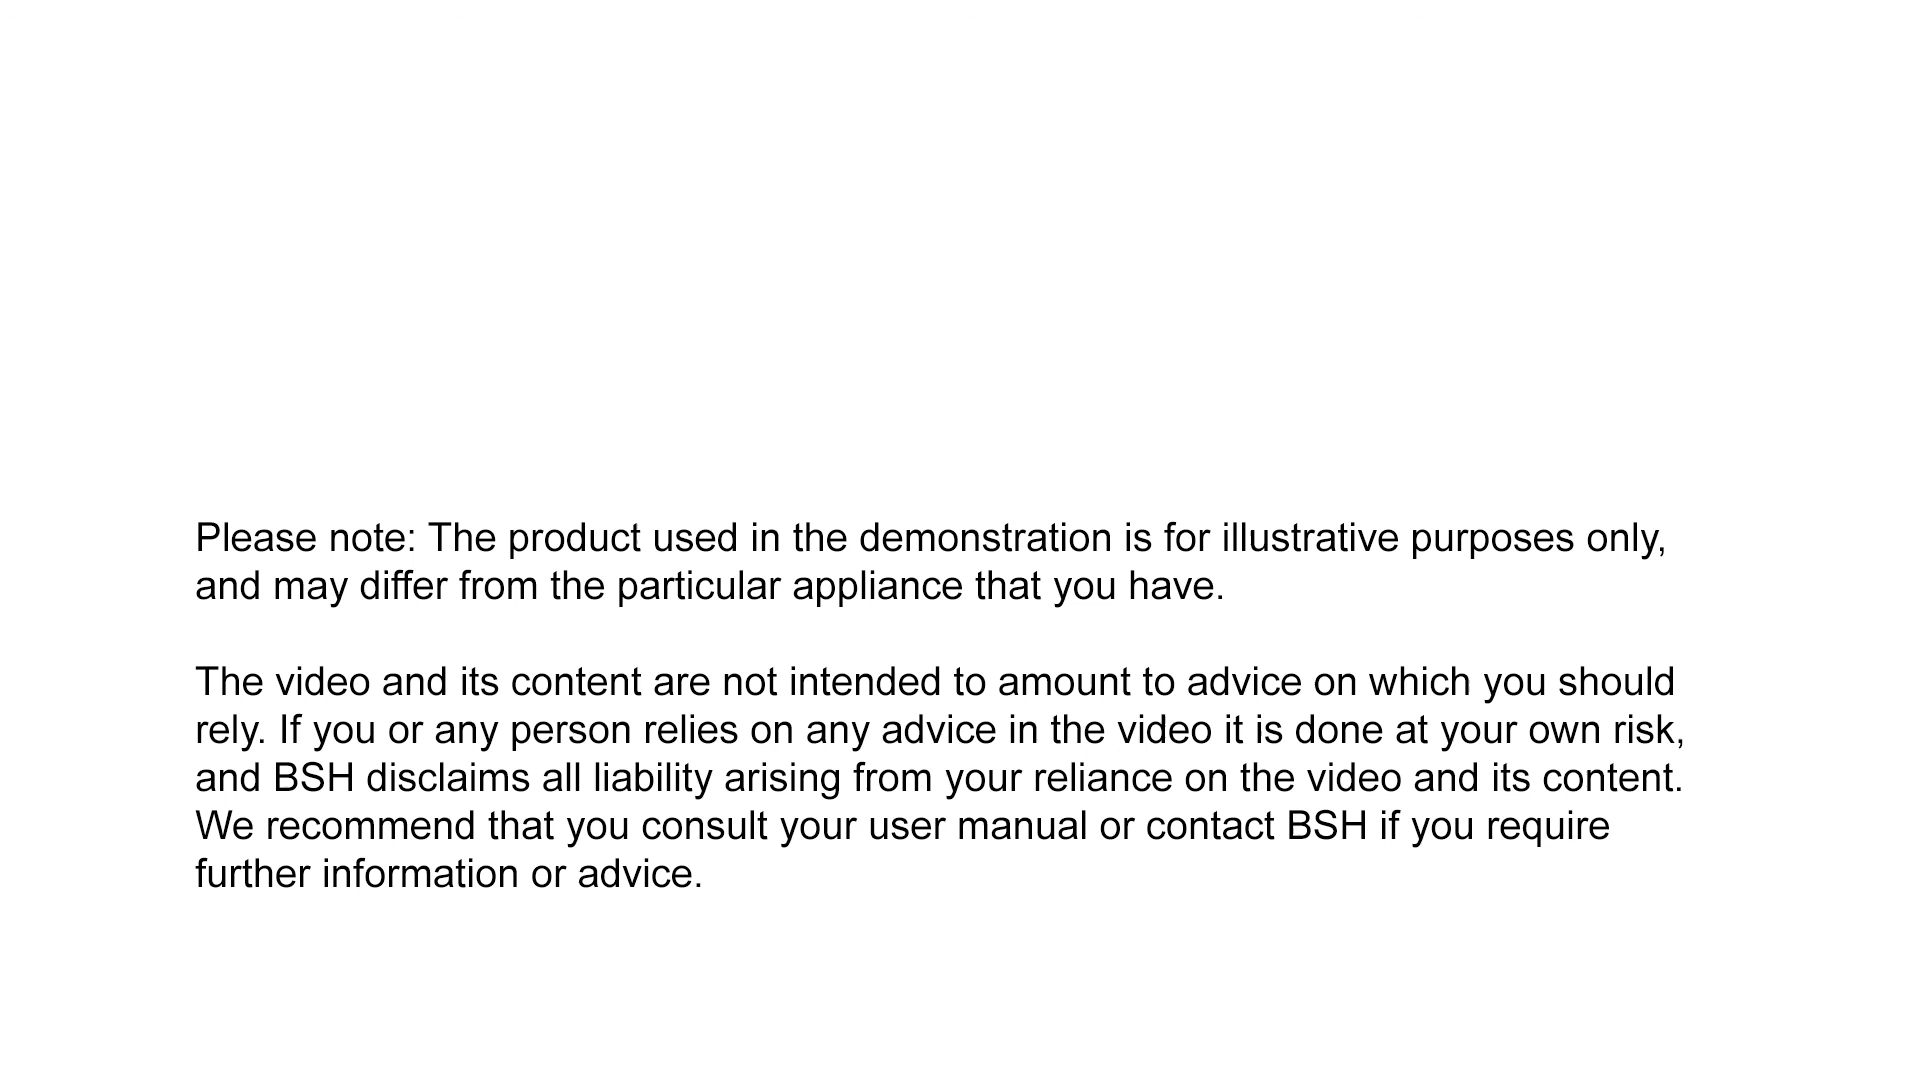 Please note: The product used in the demonstration is for illustrative purposes only,
and may differ from the particular appliance that you have.
The video and its content are not intended to amount to advice on which you should
rely. If you or any person relies on any advice in the video it is done at your own risk,
and BSH disclaims all liability arising from your reliance on the video and its content.
We recommend that you consult your user manual or contact BSH if you require
further information or advice.